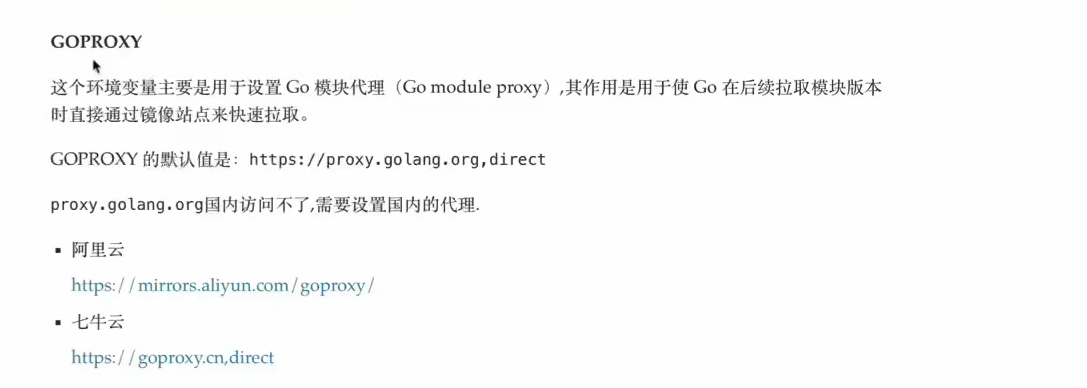 GOPROXY
这个环境变量主要是用于设置 Go 模块代理（Go module proxy）,其作用是用于使 Go 在后续拉取模块版本
时直接通过镜像站点来快速拉取。
GOPROXY 的默认值是：https://proxy.golang.org,direct
proxy.golang.org国内访问不了,需要设置国内的代理.
▪ 阿里云
https://mirrors.aliyun.com/goproxy/
▪ 七牛云
https://goproxy.cn,direct